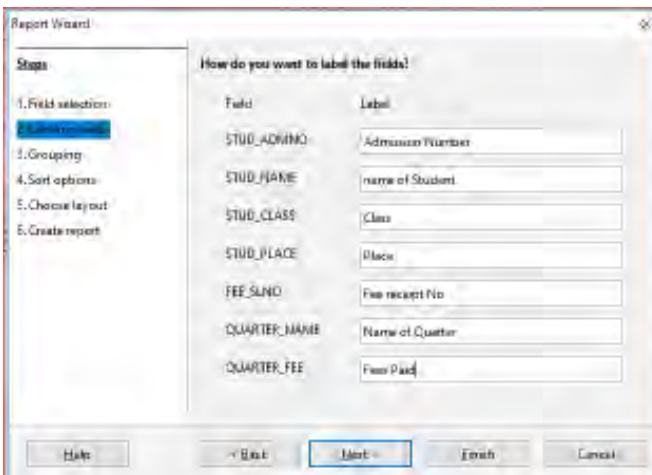 Report Wizard
Steps
1. Field selection
2. Labeling fields
3. Grouping
4. Sort options
5. Choose layout
6. Create report
How do you want to label the fields?
Field Label
STUD_ADMNO Admission Number
STUD_NAME name of Student
STUD_CLASS Class
STUD_PLACE Place
FEE_SLNO Fee receipt No
QUARTER_NAME Name of Quarter
QUARTER_FEE Fees Paid
Help < Back Next > Finish Cancel